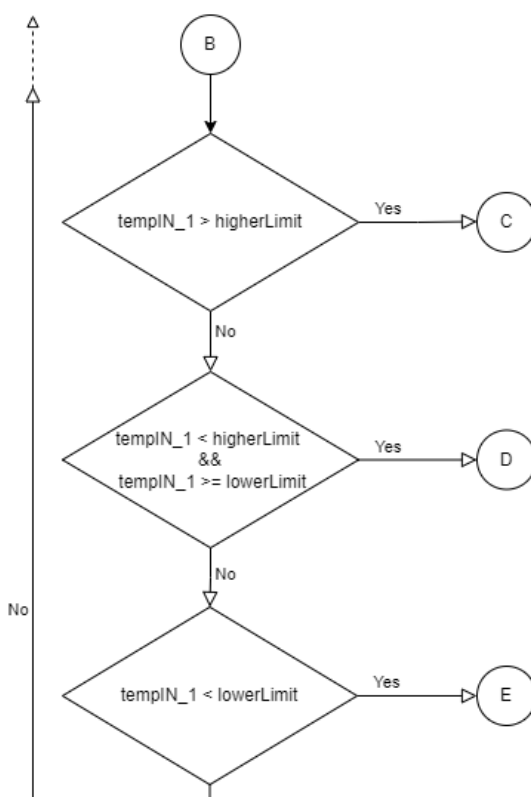 B
tempIN_1 > higherLimit
Yes
C
No
tempIN_1 < higherLimit
&&
tempIN_1 >= lowerLimit
Yes
D
No
No
tempIN_1 < lowerLimit
Yes
E